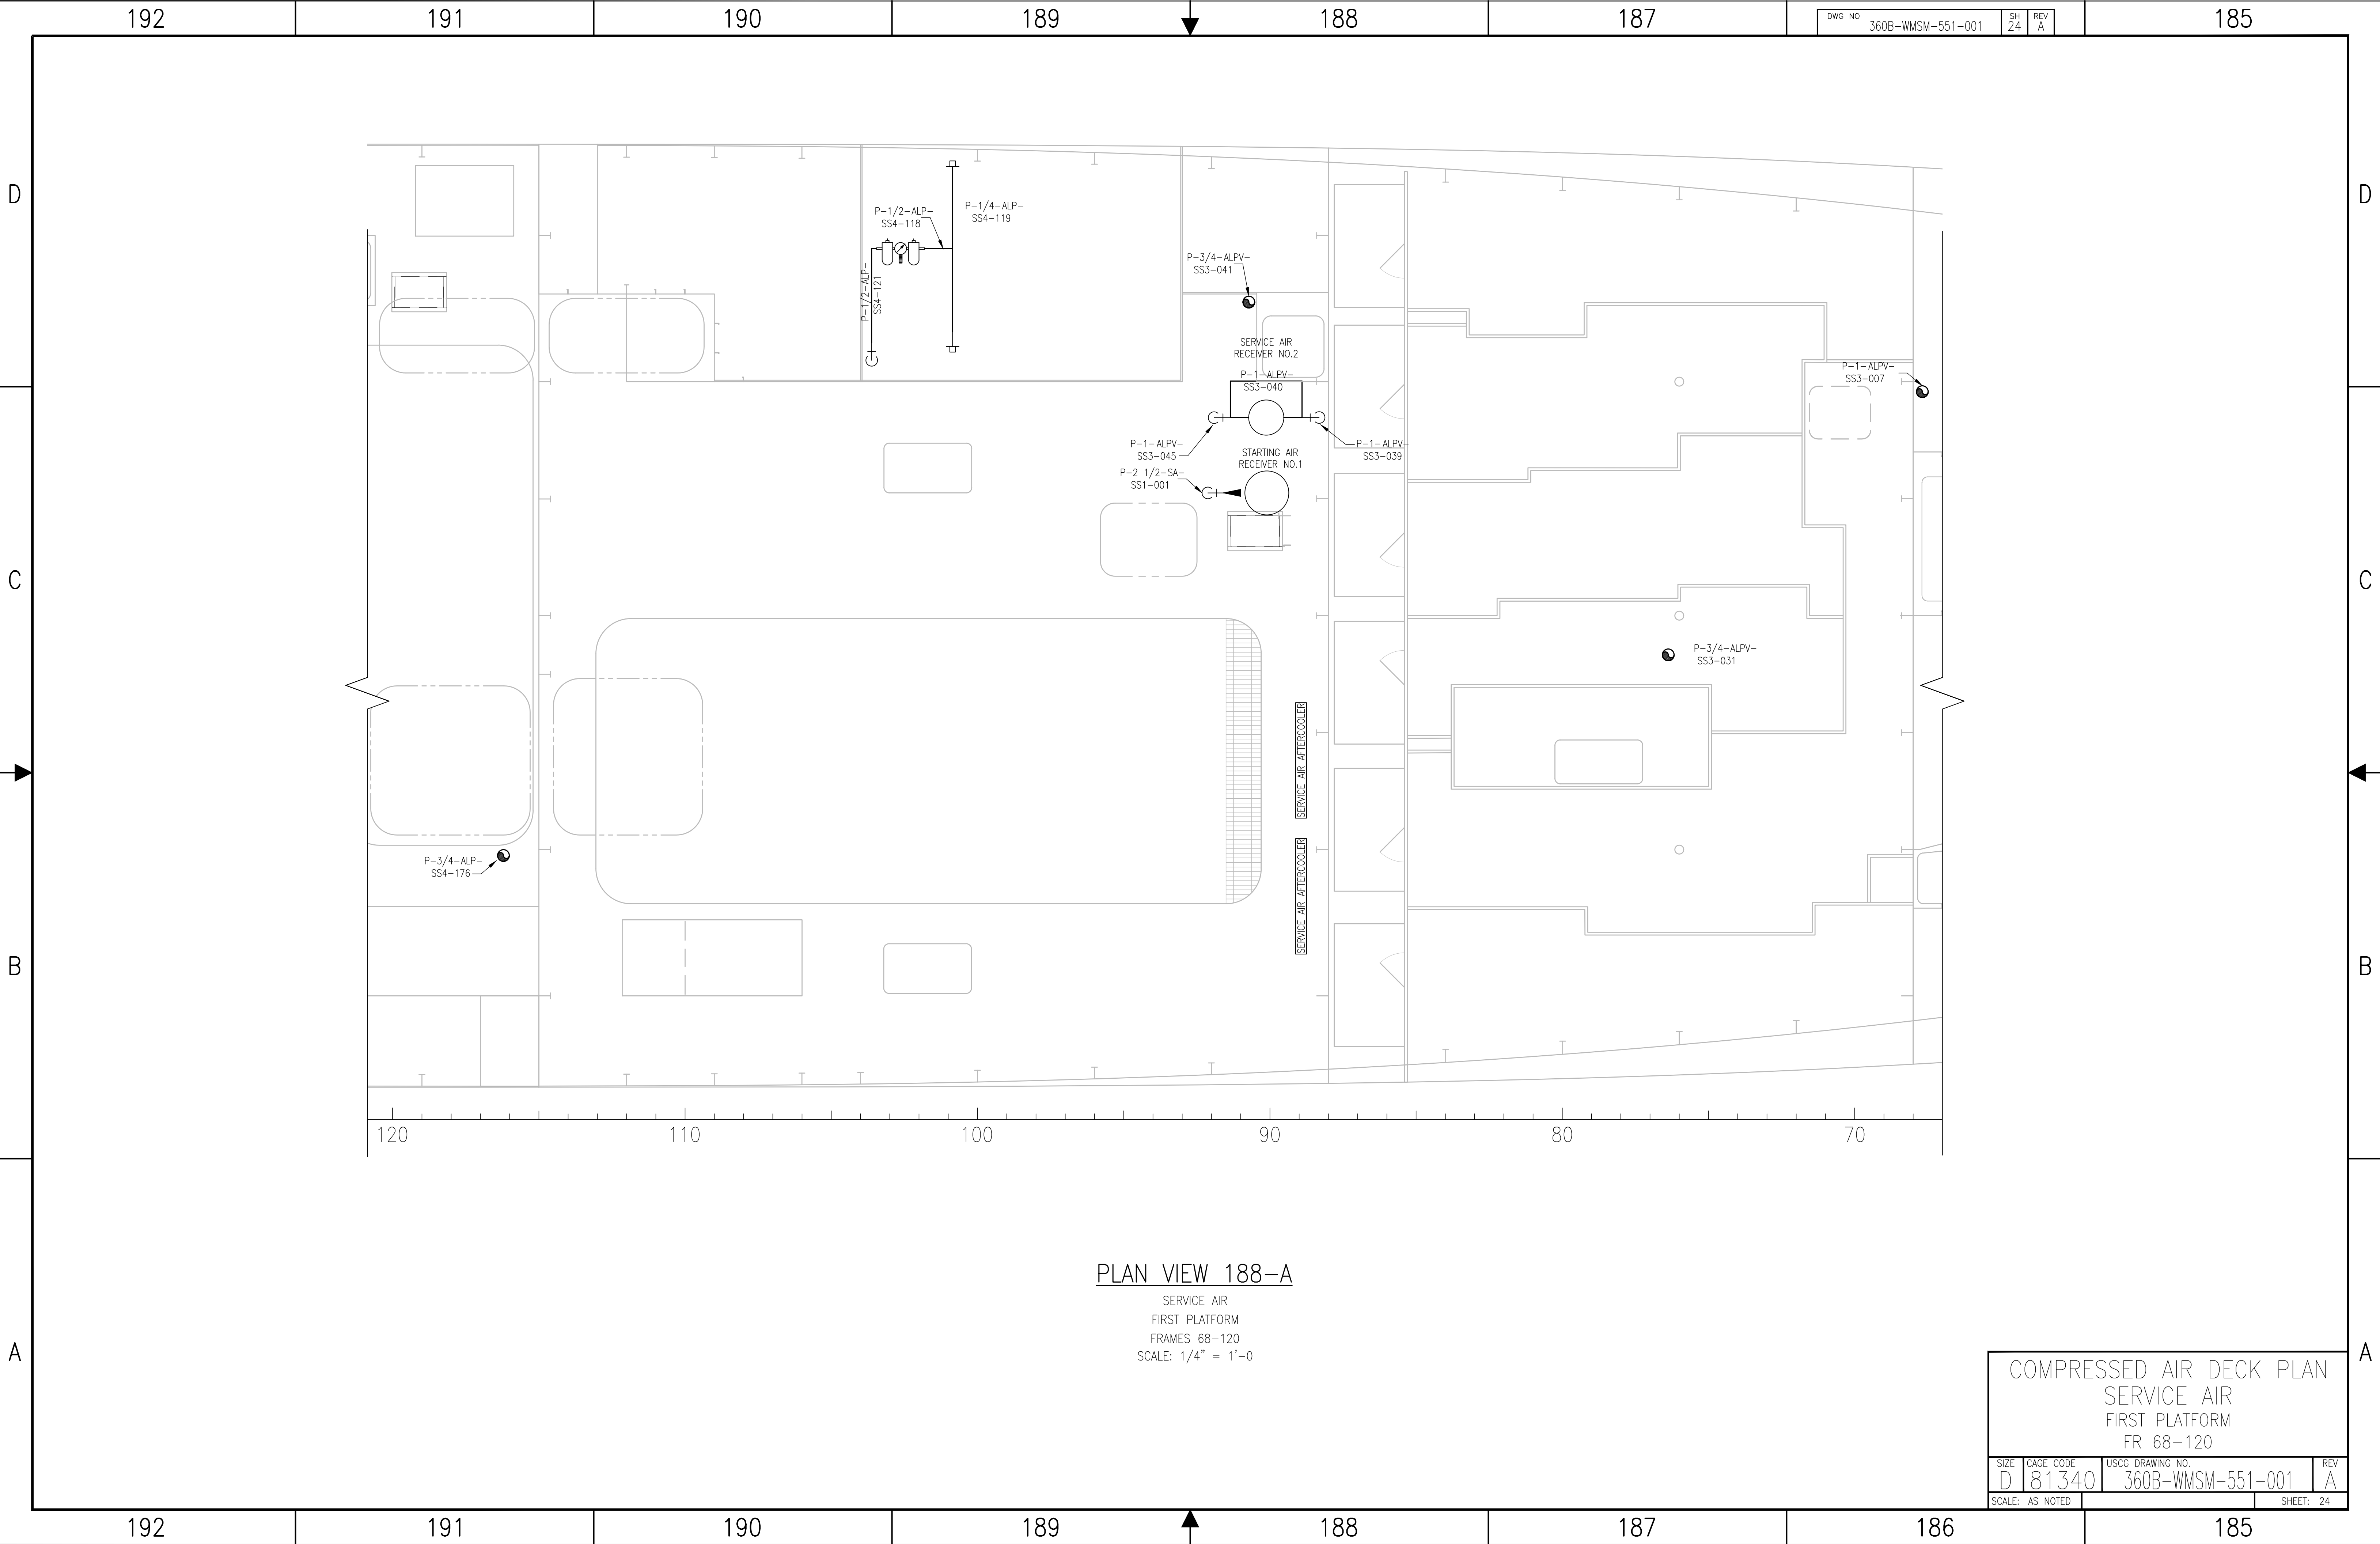 192
191
190
189
188
187
185
DWG NO
360B-WMSM-551-001
SH
24
REV
A
D
D
P-1/2-ALP-
SS4-118
P-1/4-ALP-
SS4-119
P-1/2-ALP-
SS4-121
P-3/4-ALPV-
SS3-041
SERVICE AIR
RECEIVER NO.2
P-1-ALPV-
SS3-040
P-1-ALPV-
SS3-007
P-1-ALPV-
SS3-045
STARTING AIR
RECEIVER NO.1
P-1-ALPV-
SS3-039
P-2 1/2-SA-
SS1-001
C
C
P-3/4-ALPV-
SS3-031
SERVICE AIR AFTERCOOLER
SERVICE AIR AFTERCOOLER
P-3/4-ALP-
SS4-176
B
B
120
110
100
90
80
70
PLAN VIEW 188-A
SERVICE AIR
FIRST PLATFORM
FRAMES 68-120
SCALE: 1/4" = 1'-0
A
A
COMPRESSED AIR DECK PLAN
SERVICE AIR
FIRST PLATFORM
FR 68-120
SIZE
D
CAGE CODE
81340
USCG DRAWING NO.
360B-WMSM-551-001
REV
A
SCALE: AS NOTED
SHEET: 24
192
191
190
189
188
187
186
185